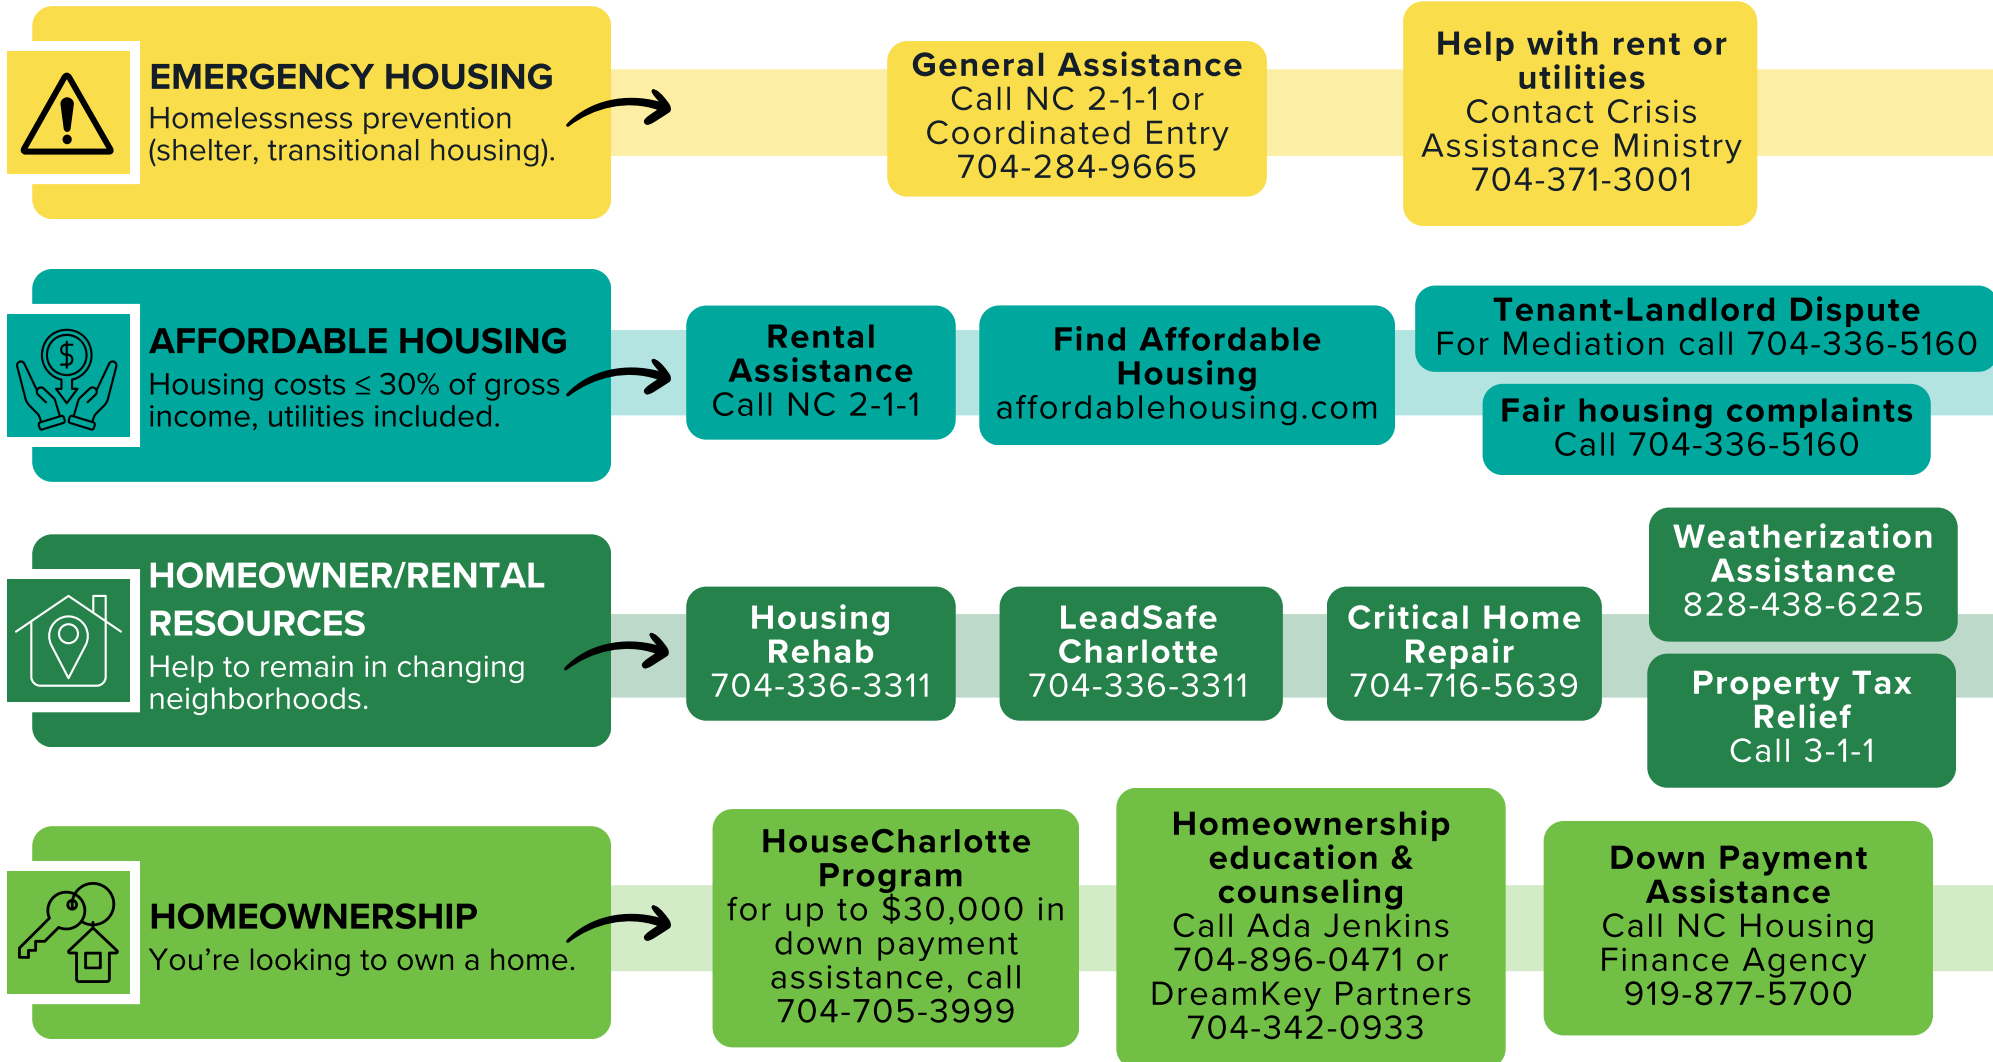 EMERGENCY HOUSING
Homelessness prevention
(shelter, transitional housing).
General Assistance
Call NC 2-1-1 or
Coordinated Entry
704-284-9665
Help with rent or
utilities
Contact Crisis
Assistance Ministry
704-371-3001
AFFORDABLE HOUSING
Housing costs ≤ 30% of gross
income, utilities included.
Rental
Assistance
Call NC 2-1-1
Find Affordable
Housing
affordablehousing.com
Tenant-Landlord Dispute
For Mediation call 704-336-5160
Fair housing complaints
Call 704-336-5160
HOMEOWNER/RENTAL
RESOURCES
Help to remain in changing
neighborhoods.
Housing
Rehab
704-336-3311
LeadSafe
Charlotte
704-336-3311
Critical Home
Repair
704-716-5639
Weatherization
Assistance
828-438-6225
Property Tax
Relief
Call 3-1-1
HOMEOWNERSHIP
You're looking to own a home.
HouseCharlotte
Program
for up to $30,000 in
down payment
assistance, call
704-705-3999
Homeownership
education &
counseling
Call Ada Jenkins
704-896-0471 or
DreamKey Partners
704-342-0933
Down Payment
Assistance
Call NC Housing
Finance Agency
919-877-5700